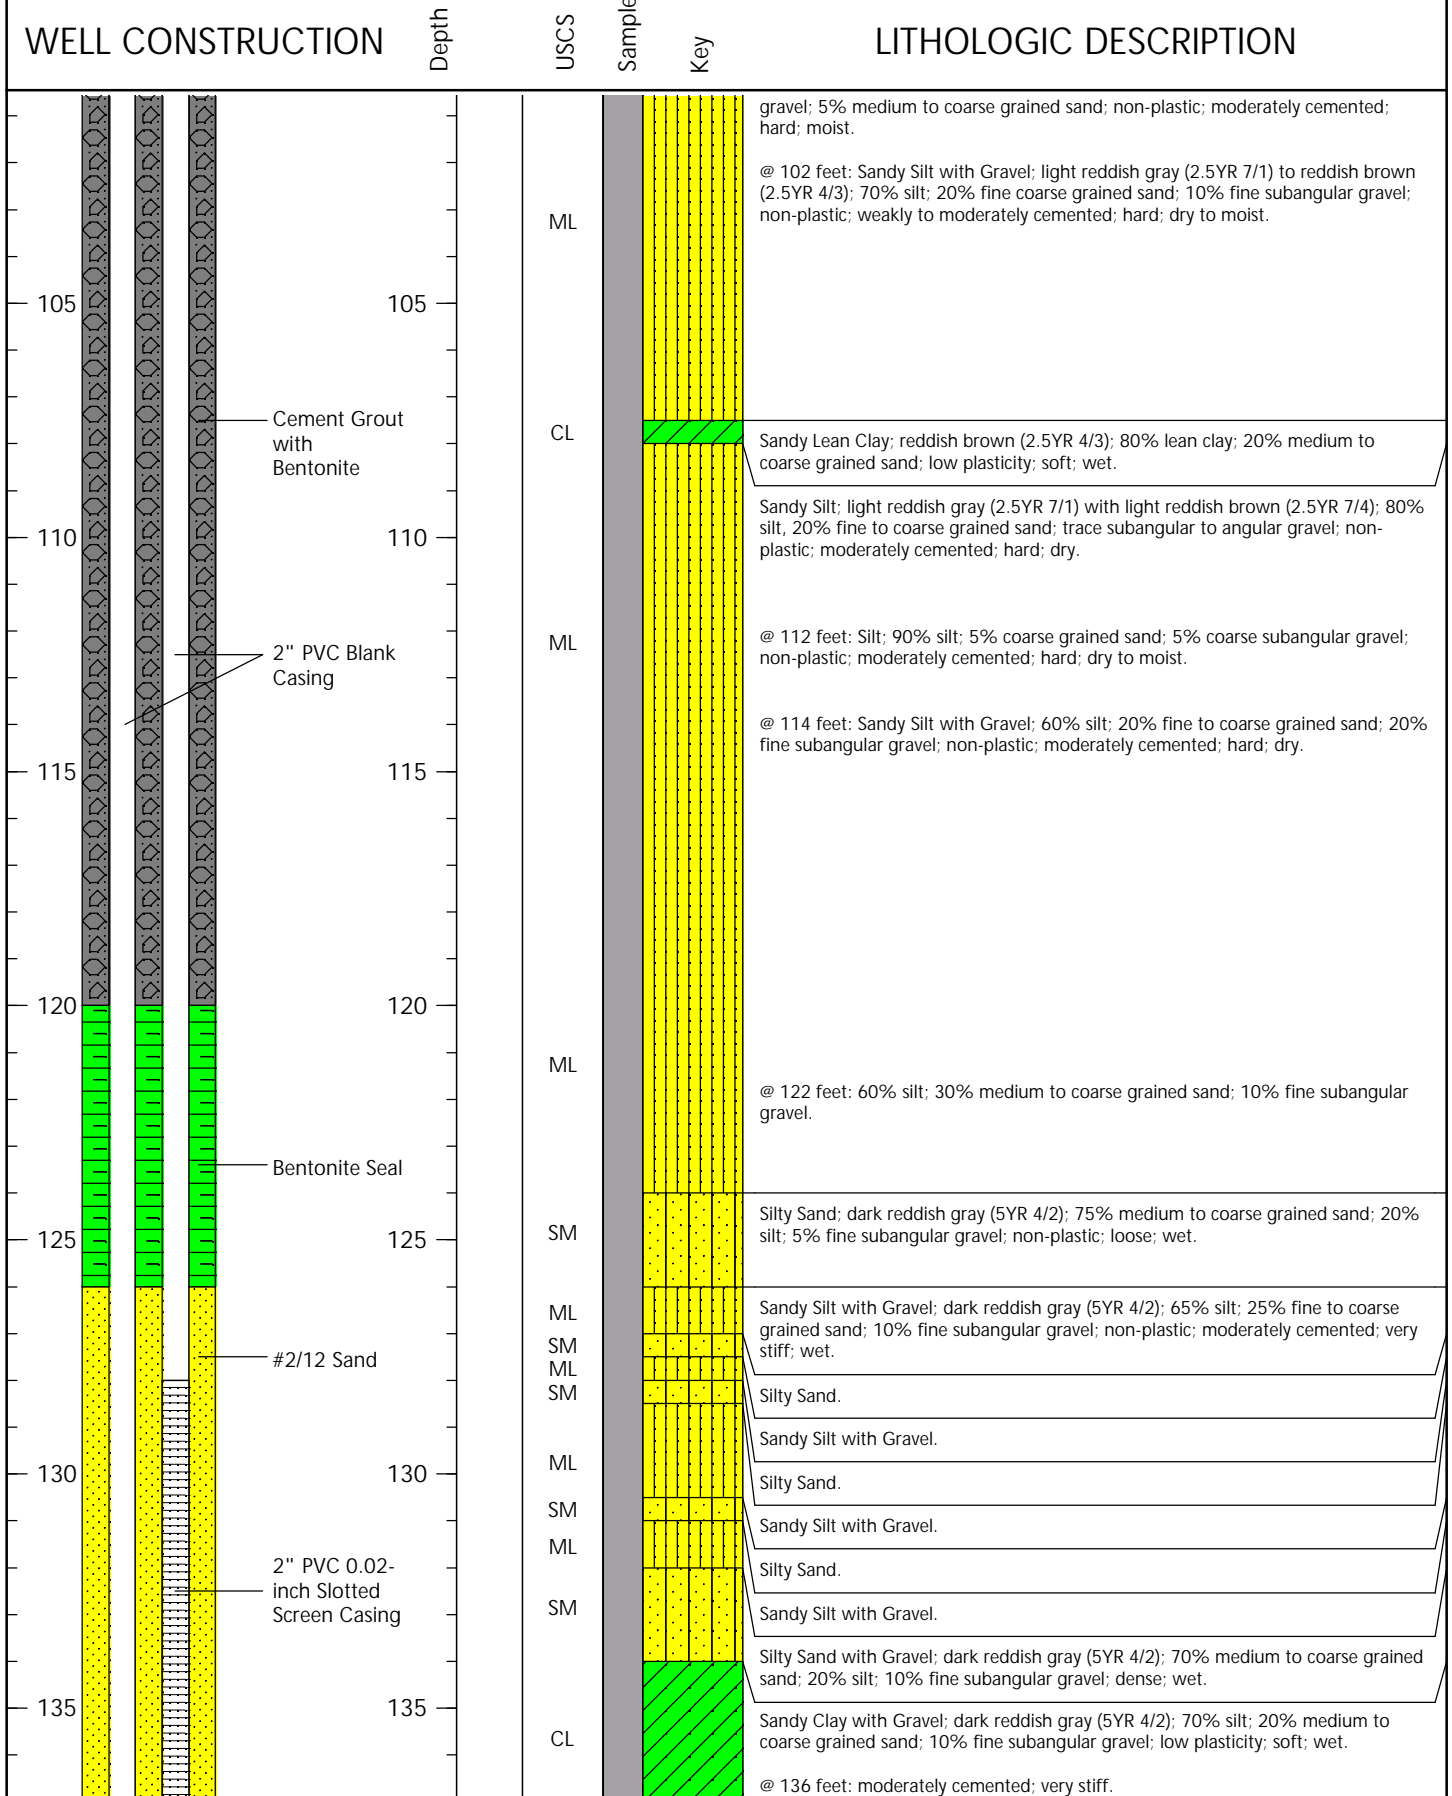 WELL CONSTRUCTION
Depth
USCS
Sample
Key
LITHOLOGIC DESCRIPTION
gravel; 5% medium to coarse grained sand; non-plastic; moderately cemented;
hard; moist.
@ 102 feet: Sandy Silt with Gravel; light reddish gray (2.5YR 7/1) to reddish brown
(2.5YR 4/3); 70% silt; 20% fine coarse grained sand; 10% fine subangular gravel;
non-plastic; weakly to moderately cemented; hard; dry to moist.
ML
105
105
Cement Grout
with
Bentonite
CL
Sandy Lean Clay; reddish brown (2.5YR 4/3); 80% lean clay; 20% medium to
coarse grained sand; low plasticity; soft; wet.
Sandy Silt; light reddish gray (2.5YR 7/1) with light reddish brown (2.5YR 7/4); 80%
silt, 20% fine to coarse grained sand; trace subangular to angular gravel; non-
plastic; moderately cemented; hard; dry.
110
110
2" PVC Blank
Casing
ML
@ 112 feet: Silt; 90% silt; 5% coarse grained sand; 5% coarse subangular gravel;
non-plastic; moderately cemented; hard; dry to moist.
@ 114 feet: Sandy Silt with Gravel; 60% silt; 20% fine to coarse grained sand; 20%
fine subangular gravel; non-plastic; moderately cemented; hard; dry.
115
115
120
120
ML
@ 122 feet: 60% silt; 30% medium to coarse grained sand; 10% fine subangular
gravel.
Bentonite Seal
Silty Sand; dark reddish gray (5YR 4/2); 75% medium to coarse grained sand; 20%
silt; 5% fine subangular gravel; non-plastic; loose; wet.
125
125
SM
ML
Sandy Silt with Gravel; dark reddish gray (5YR 4/2); 65% silt; 25% fine to coarse
grained sand; 10% fine subangular gravel; non-plastic; moderately cemented; very
stiff; wet.
#2/12 Sand
SM
ML
SM
Silty Sand.
Sandy Silt with Gravel.
130
130
ML
Silty Sand.
SM
Sandy Silt with Gravel.
ML
Silty Sand.
2" PVC 0.02-
inch Slotted
Screen Casing
SM
Sandy Silt with Gravel.
Silty Sand with Gravel; dark reddish gray (5YR 4/2); 70% medium to coarse grained
sand; 20% silt; 10% fine subangular gravel; dense; wet.
135
135
CL
Sandy Clay with Gravel; dark reddish gray (5YR 4/2); 70% silt; 20% medium to
coarse grained sand; 10% fine subangular gravel; low plasticity; soft; wet.
@ 136 feet: moderately cemented; very stiff.